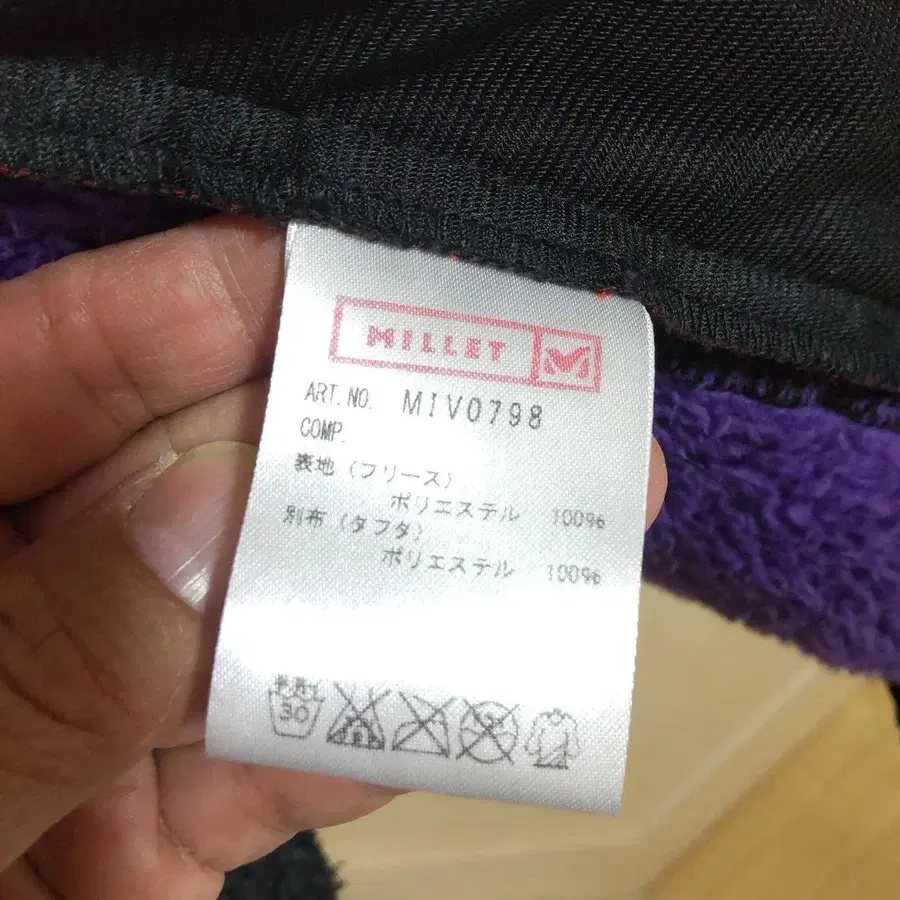 MILLET M
ART.NO. MIV0798
COMP.
表地(フリース)
ポリエステル 100%
別布(タフタ)
ポリエステル 100%
30